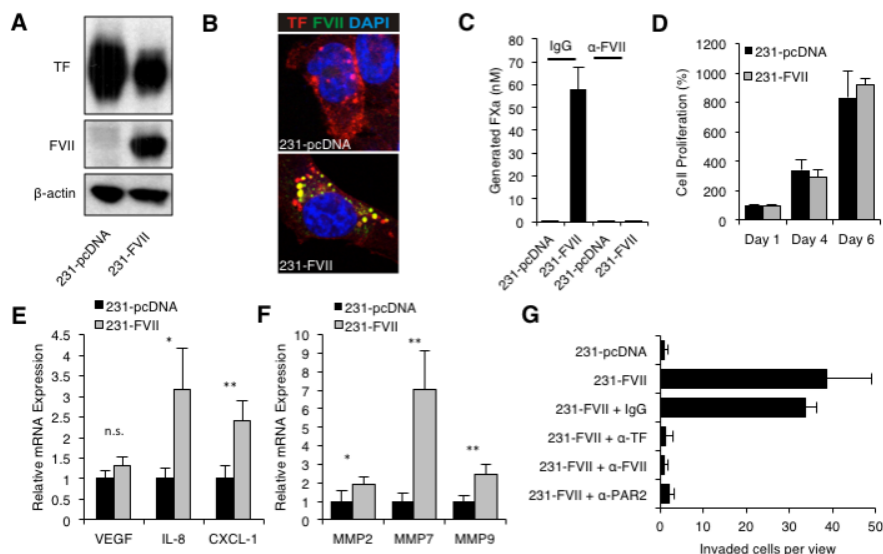 A
TF
FVII
β-actin
231-pcDNA
231-FVII
B
TF FVII DAPI
231-pcDNA
231-FVII
C
IgG
α-FVII
Generated FXa (nM)
80
70
60
50
40
30
20
10
0
231-pcDNA
231-FVII
231-pcDNA
231-FVII
D
231-pcDNA
231-FVII
Cell Proliferation (%)
1200
1000
800
600
400
200
0
Day 1
Day 4
Day 6
E
231-pcDNA
231-FVII
Relative mRNA Expression
4.5
4
3.5
3
2.5
2
1.5
1
0.5
0
n.s.
*
**
VEGF
IL-8
CXCL-1
F
231-pcDNA
231-FVII
Relative mRNA Expression
10
9
8
7
6
5
4
3
2
1
0
*
**
**
MMP2
MMP7
MMP9
G
231-pcDNA
231-FVII
231-FVII + IgG
231-FVII + α-TF
231-FVII + α-FVII
231-FVII + α-PAR2
0 10 20 30 40 50
Invaded cells per view